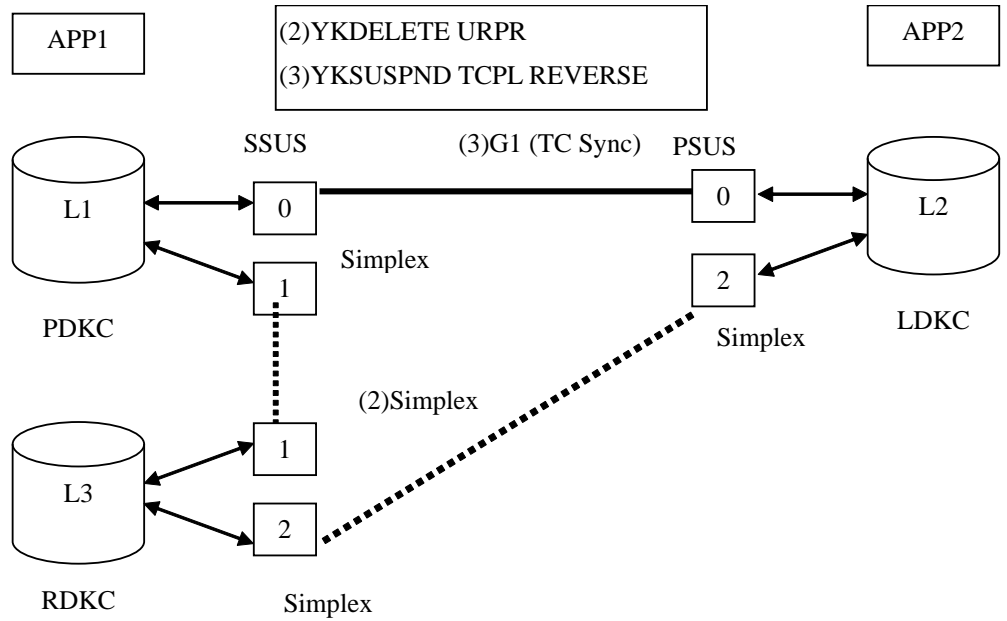 APP1
(2)YKDELETE URPR
(3)YKSUSPND TCPL REVERSE
APP2
SSUS
(3)G1 (TC Sync)
PSUS
L1
0
0
L2
Simplex
1
2
PDKC
Simplex
LDKC
(2)Simplex
1
L3
2
RDKC
Simplex